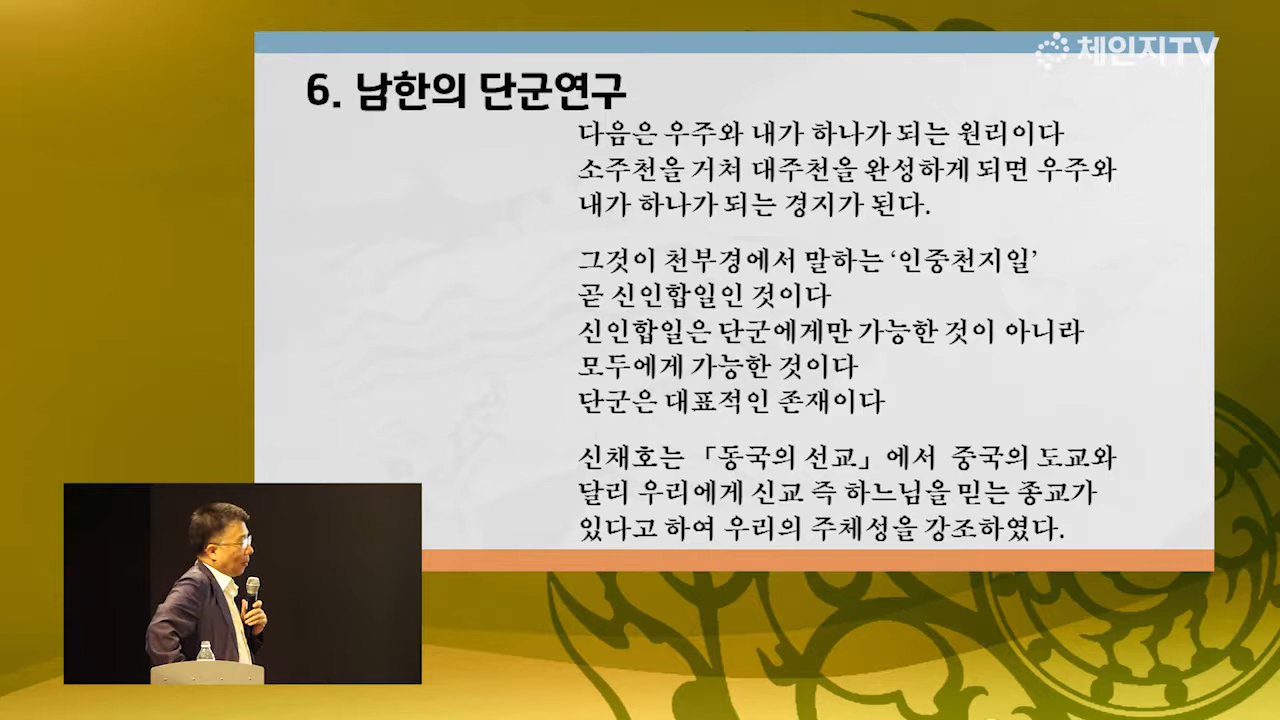 체인지TV
6. 남한의 단군연구
다음은 우주와 내가 하나가 되는 원리이다
소주천을 거쳐 대주천을 완성하게 되면 우주와
내가 하나가 되는 경지가 된다.
그것이 천부경에서 말하는 ‘인중천지일’
곧 신인합일인 것이다
신인합일은 단군에게만 가능한 것이 아니라
모두에게 가능한 것이다
단군은 대표적인 존재이다
신채호는 「동국의 선교」에서 중국의 도교와
달리 우리에게 신교 즉 하느님을 믿는 종교가
있다고 하여 우리의 주체성을 강조하였다.